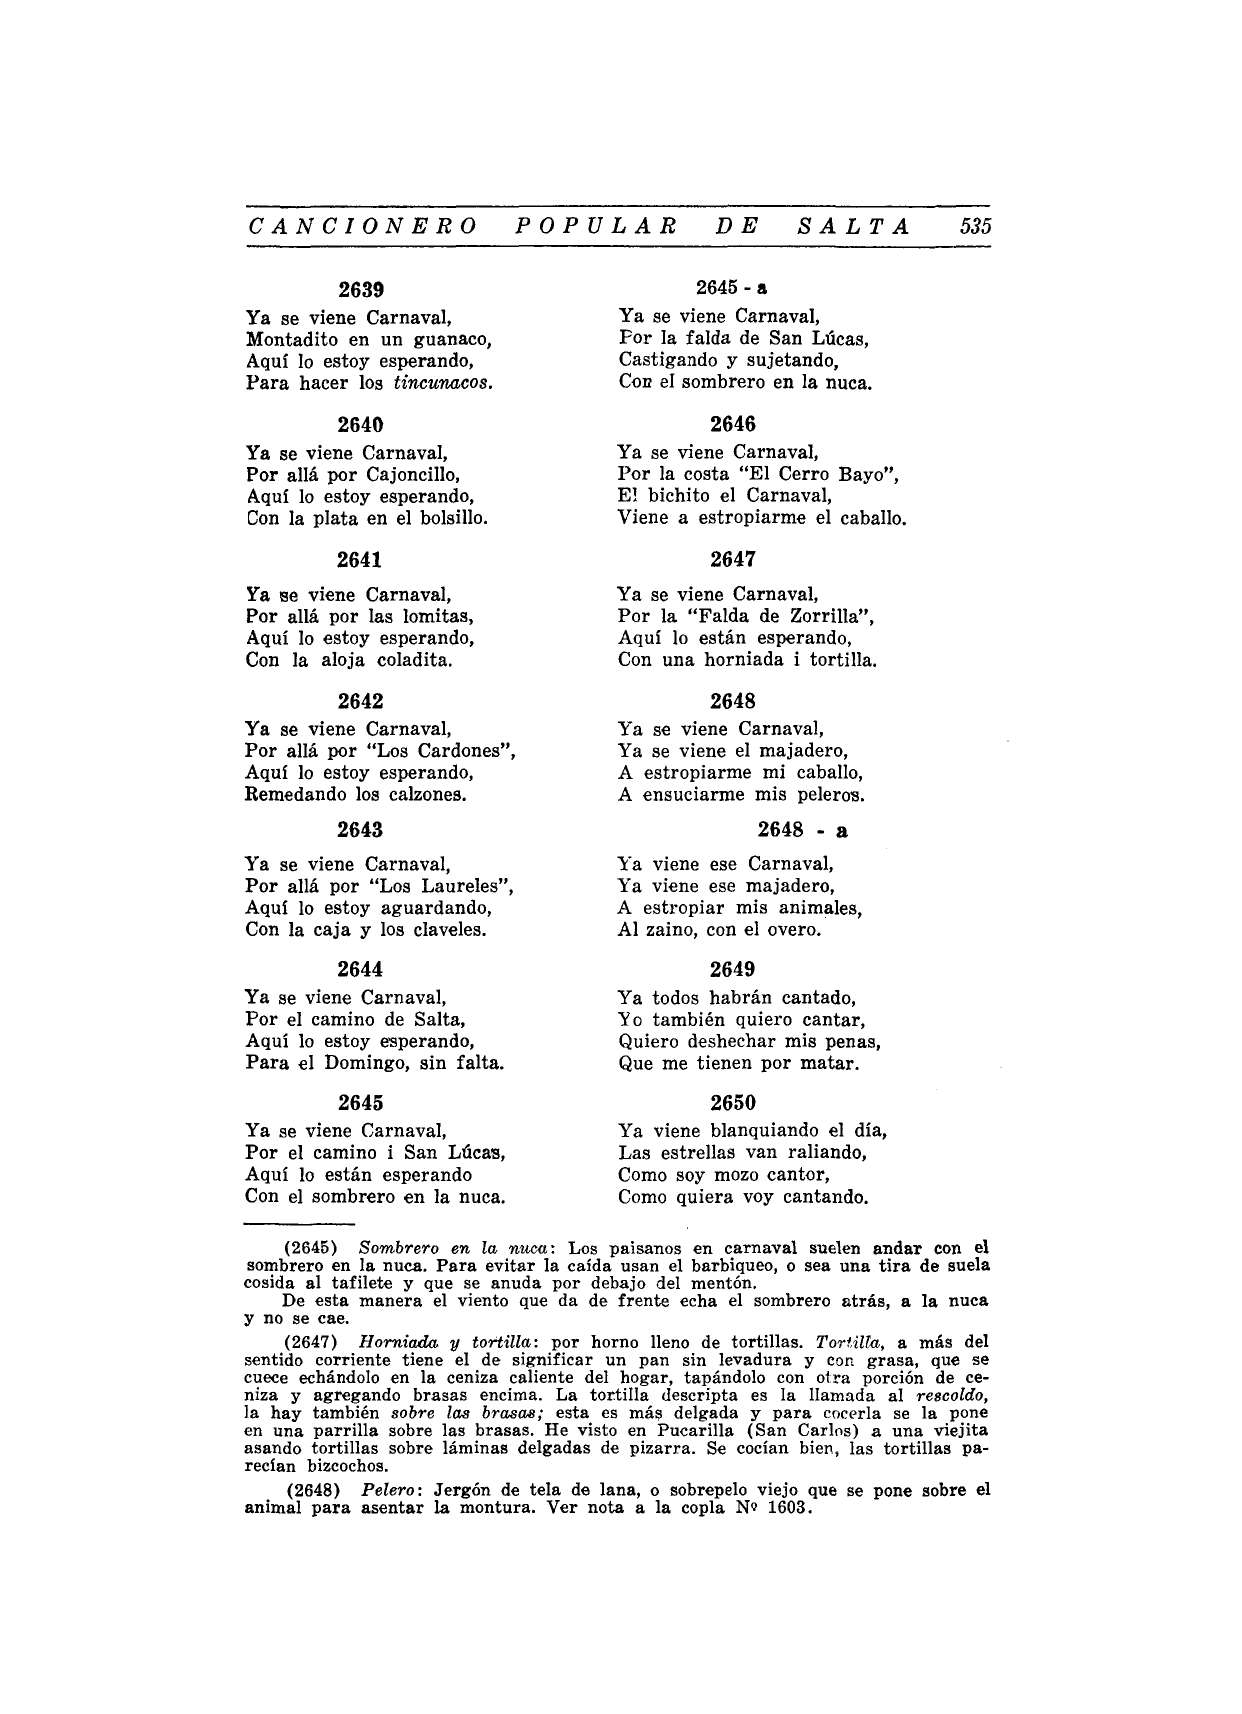 CANCIONERO POPULAR DE SALTA 535
2639
Ya se viene Carnaval,
Montadito en un guanaco,
Aquí lo estoy esperando,
Para hacer los tincunacos.
2640
Ya se viene Carnaval,
Por allá por Cajoncillo,
Aquí lo estoy esperando,
Con la plata en el bolsillo.
2641
Ya se viene Carnaval,
Por allá por las lomitas,
Aquí lo estoy esperando,
Con la aloja coladita.
2642
Ya se viene Carnaval,
Por allá por “Los Cardones”,
Aquí lo estoy esperando,
Remedando los calzones.
2643
Ya se viene Carnaval,
Por allá por “Los Laureles”,
Aquí lo estoy aguardando,
Con la caja y los claveles.
2644
Ya se viene Carnaval,
Por el camino de Salta,
Aquí lo estoy esperando,
Para el Domingo, sin falta.
2645
Ya se viene Carnaval,
Por el camino i San Lúcas,
Aquí lo están esperando
Con el sombrero en la nuca.
2645 - a
Ya se viene Carnaval,
Por la falda de San Lúcas,
Castigando y sujetando,
Con el sombrero en la nuca.
2646
Ya se viene Carnaval,
Por la costa “El Cerro Bayo”,
El bichito el Carnaval,
Viene a estropiarme el caballo.
2647
Ya se viene Carnaval,
Por la “Falda de Zorrilla”,
Aquí lo están esperando,
Con una horniada i tortilla.
2648
Ya se viene Carnaval,
Ya se viene el majadero,
A estropiarme mi caballo,
A ensuciarme mis peleros.
2648 - a
Ya viene ese Carnaval,
Ya viene ese majadero,
A estropiar mis animales,
Al zaino, con el overo.
2649
Ya todos habrán cantado,
Yo también quiero cantar,
Quiero deshechar mis penas,
Que me tienen por matar.
2650
Ya viene blanquiando el día,
Las estrellas van raliando,
Como soy mozo cantor,
Como quiera voy cantando.
(2645) Sombrero en la nuca: Los paisanos en carnaval suelen andar con el
sombrero en la nuca. Para evitar la caída usan el barbiqueo, o sea una tira de suela
cosida al tafilete y que se anuda por debajo del mentón.
De esta manera el viento que da de frente echa el sombrero atrás, a la nuca
y no se cae.
(2647) Horniada y tortilla: por horno lleno de tortillas. Tortilla, a más del
sentido corriente tiene el de significar un pan sin levadura y con grasa, que se
cuece echándolo en la ceniza caliente del hogar, tapándolo con otra porción de ce-
niza y agregando brasas encima. La tortilla descripta es la llamada al rescoldo,
la hay también sobre las brasas; esta es más delgada y para cocerla se la pone
en una parrilla sobre las brasas. He visto en Pucarilla (San Carlos) a una viejita
asando tortillas sobre láminas delgadas de pizarra. Se cocían bien, las tortillas pa-
recían bizcochos.
(2648) Pelero: Jergón de tela de lana, o sobrepelo viejo que se pone sobre el
animal para asentar la montura. Ver nota a la copla Nº 1603.